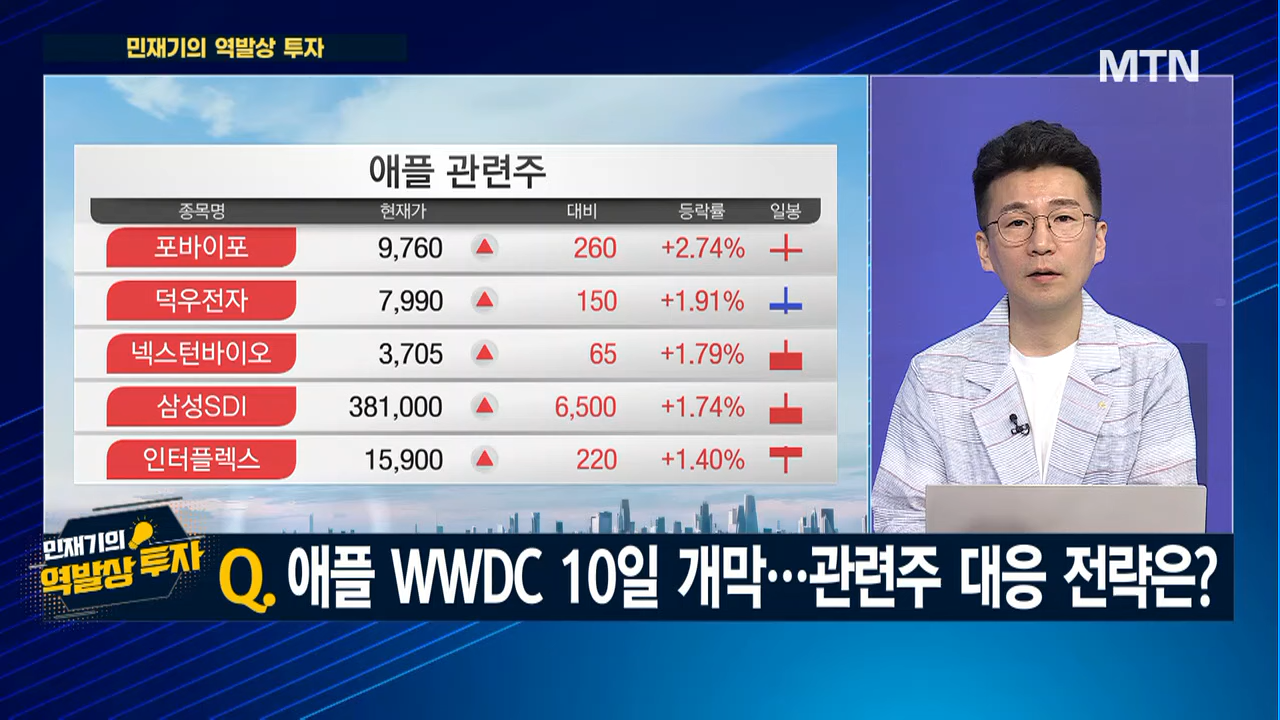 민재기의 역발상 투자
MTN
애플 관련주
종목명 현재가 대비 등락률 일봉
포바이포 9,760 ▲ 260 +2.74%
덕우전자 7,990 ▲ 150 +1.91%
넥스턴바이오 3,705 ▲ 65 +1.79%
삼성SDI 381,000 ▲ 6,500 +1.74%
인터플렉스 15,900 ▲ 220 +1.40%
민재기의
역발상 투자
Q. 애플 WWDC 10일 개막…관련주 대응 전략은?